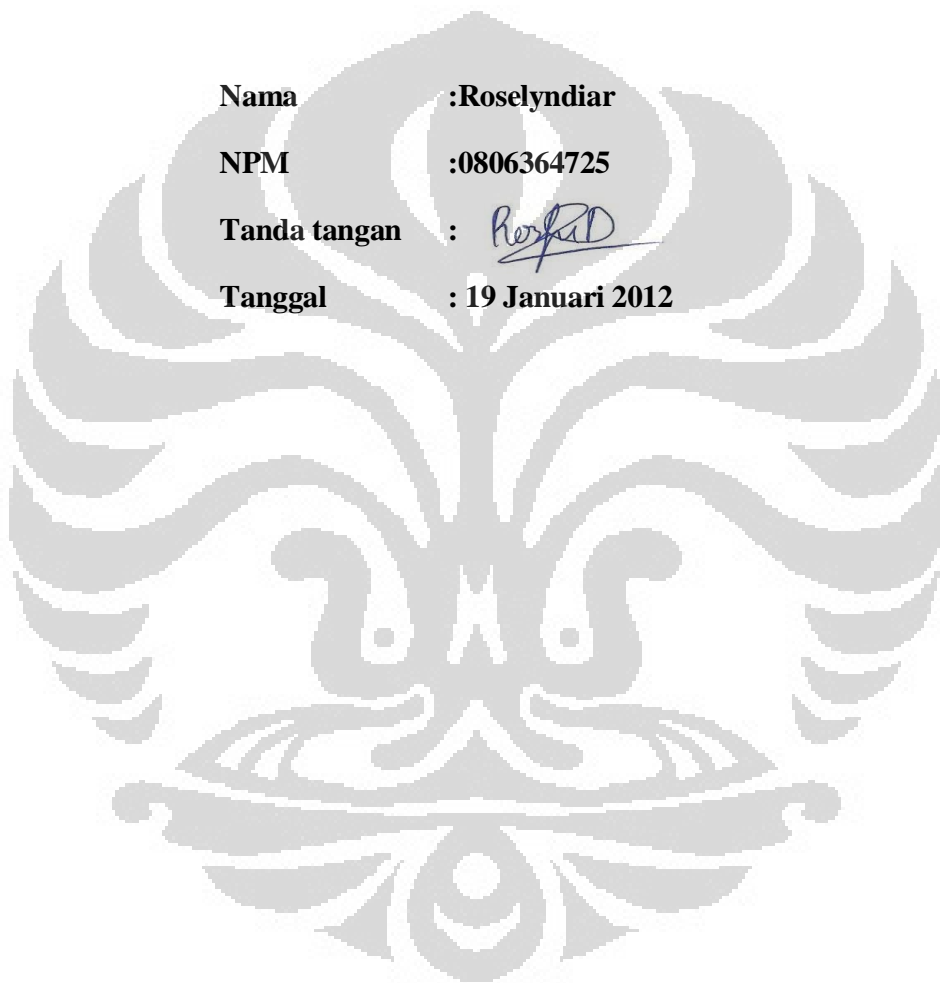 Nama :Roselyndiar
NPM :0806364725
Tanda tangan :
Tanggal : 19 Januari 2012